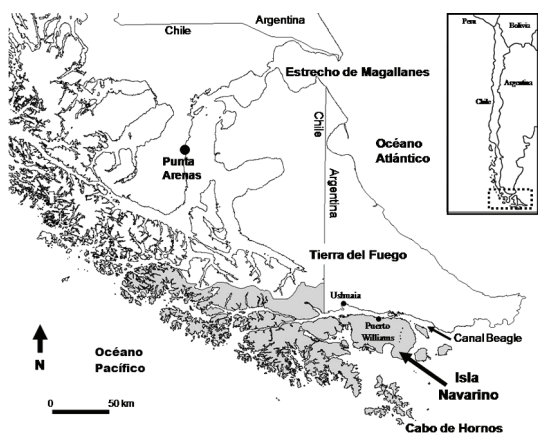 Argentina
Chile
Estrecho de Magallanes
Perú
Bolivia
Argentina
Chile
Chile
Argentina
Océano
Atlántico
Punta
Arenas
Tierra del Fuego
Ushuaia
Puerto
Williams
Canal Beagle
Isla
Navarino
N
Océano
Pacífico
0 50 km
Cabo de Hornos